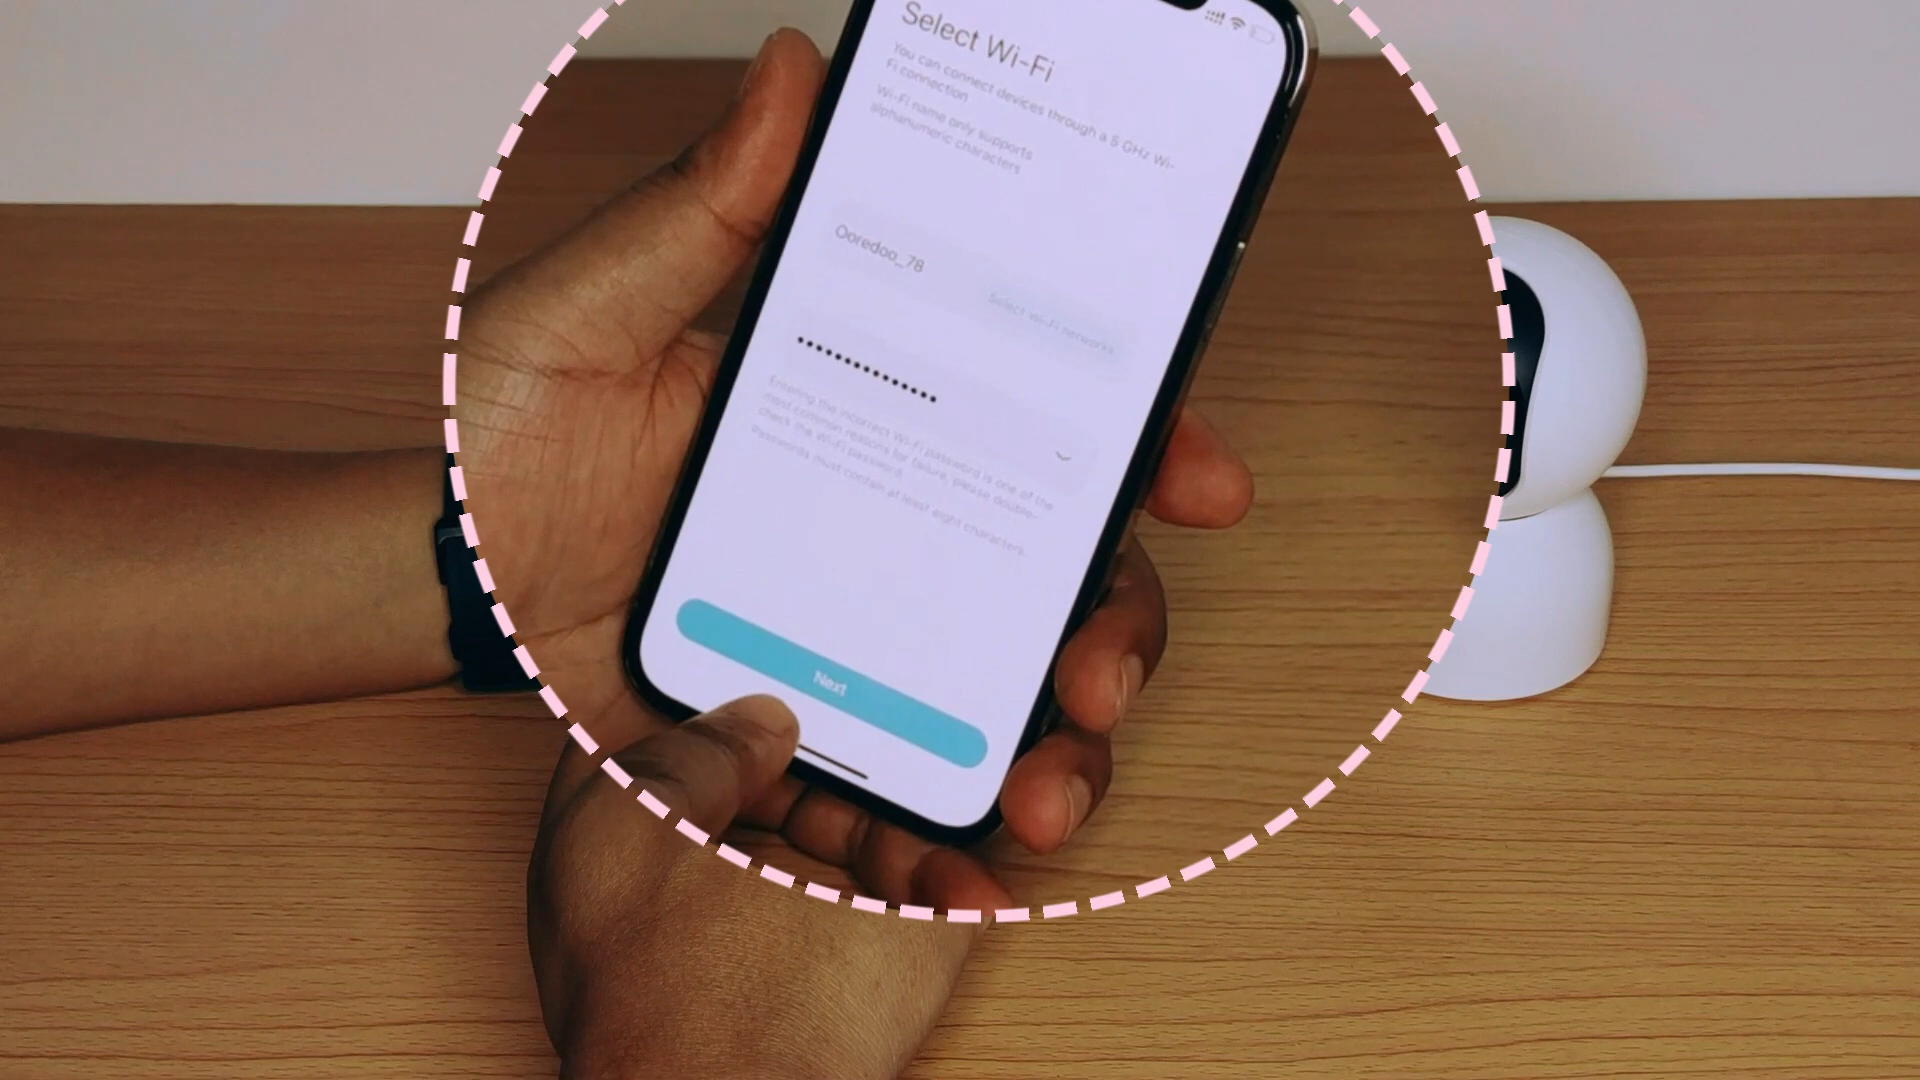 Select Wi-Fi
You can connect devices through a 5 GHz Wi-
Fi connection
Wi-Fi name only supports
alphanumeric characters
Ooredoo_78
Select Wi-Fi networks
••••••••••••••
Entering the incorrect Wi-Fi password is one of the
most common reasons for failure, please double-
check the Wi-Fi password.
Passwords must contain at least eight characters.
Next